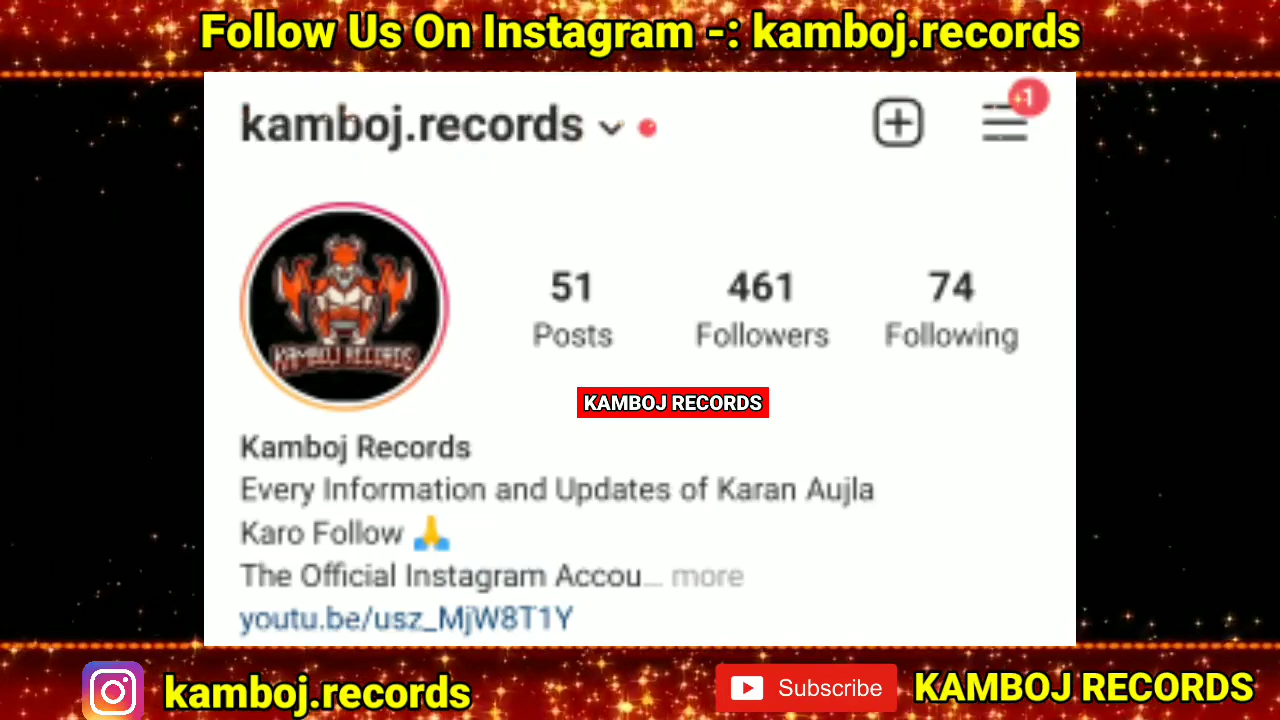 Follow Us On Instagram -: kamboj.records
kamboj.records
+1
KAMBOJ RECORDS
51 461 74
Posts Followers Following
KAMBOJ RECORDS
Kamboj Records
Every Information and Updates of Karan Aujla
Karo Follow 🙏
The Official Instagram Accou... more
youtu.be/usz_MjW8T1Y
kamboj.records
Subscribe
KAMBOJ RECORDS